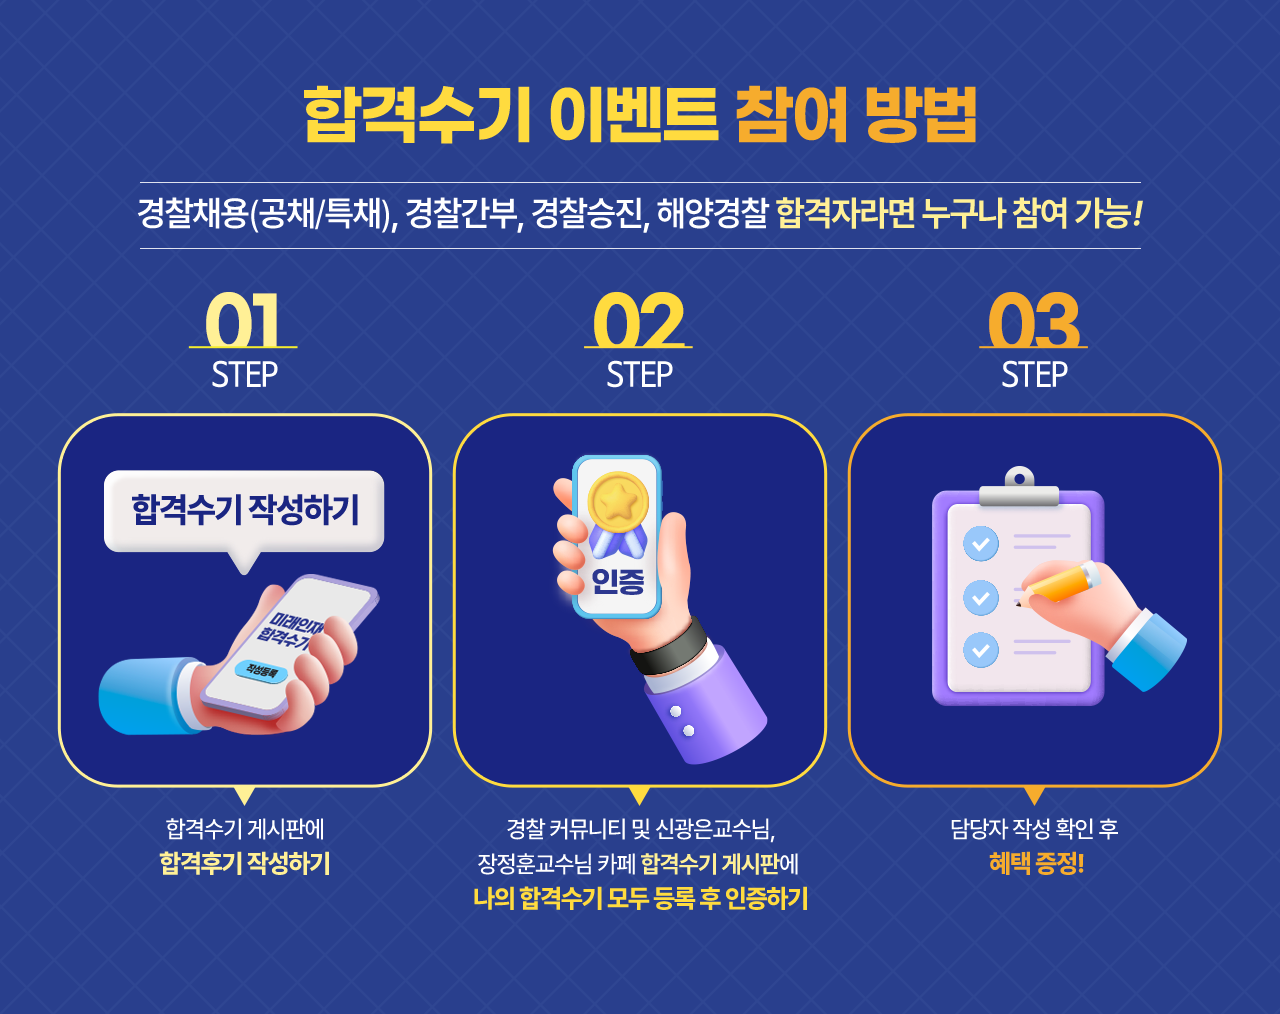 합격수기 이벤트 참여 방법
경찰채용(공채/특채), 경찰간부, 경찰승진, 해양경찰 합격자라면 누구나 참여 가능!
01
STEP
합격수기 작성하기
미래인재
합격수기
작성등록
합격수기 게시판에
합격후기 작성하기
02
STEP
인증
경찰 커뮤니티 및 신광은교수님,
장정훈교수님 카페 합격수기 게시판에
나의 합격수기 모두 등록 후 인증하기
03
STEP
담당자 작성 확인 후
혜택 증정!